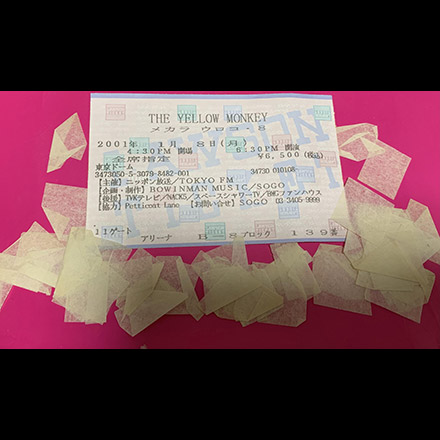 THE YELLOW MONKEY
メカラ ウロコ・8
2001年 1月 8日(月)
4:30PM 開場 5:30PM 開演
全席指定 ¥6,500(税込)
東京ドーム
3473050-5-3079-8482-001 34730 010108-
【主催】ニッポン放送/TOKYO FM
【企画・制作】BOWINMAN MUSIC/SOGO
【後援】TVKテレビ/NACK5/スペースシャワーTV/BMGファンハウス
【協力】Petticoat Lane 【お問い合せ】SOGO 03 3405-9999
11ゲート
アリーナ B 8ブロック 139番